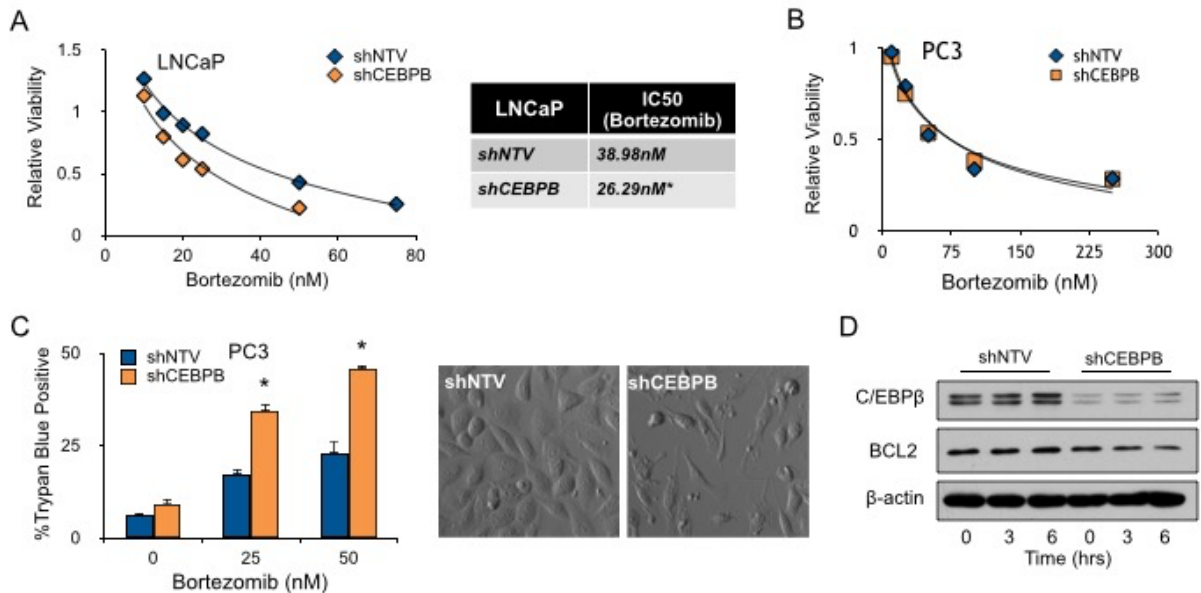 A
LNCaP
shNTV
shCEBPB
1.5
1
0.5
0
Relative Viability
0 20 40 60 80
Bortezomib (nM)
LNCaP IC50 (Bortezomib)
shNTV 38.98nM
shCEBPB 26.29nM*
B
PC3
shNTV
shCEBPB
1
0.5
0
Relative Viability
0 75 150 225 300
Bortezomib (nM)
C
shNTV PC3
shCEBPB
50
25
0
%Trypan Blue Positive
* *
0 25 50
Bortezomib (nM)
shNTV shCEBPB
D
shNTV shCEBPB
C/EBPβ
BCL2
β-actin
0 3 6 0 3 6
Time (hrs)